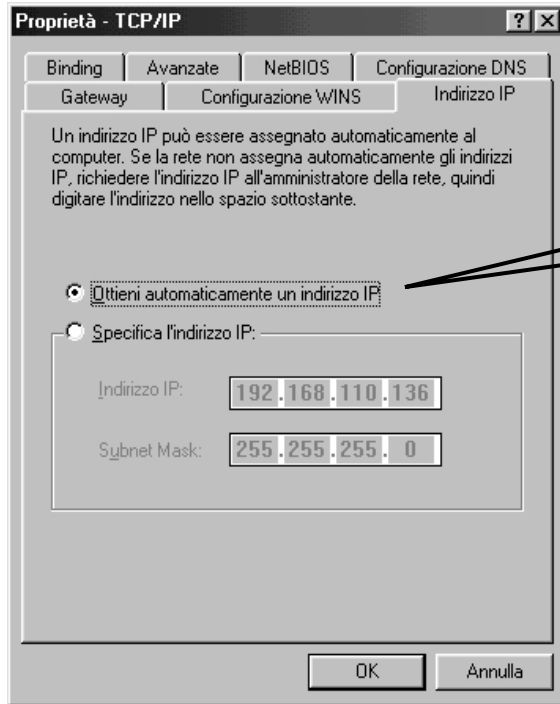 Proprietà - TCP/IP
Binding Avanzate NetBIOS Configurazione DNS
Gateway Configurazione WINS Indirizzo IP
Un indirizzo IP può essere assegnato automaticamente al
computer. Se la rete non assegna automaticamente gli indirizzi
IP, richiedere l'indirizzo IP all'amministratore della rete, quindi
digitare l'indirizzo nello spazio sottostante.
Ottieni automaticamente un indirizzo IP
Specifica l'indirizzo IP:
Indirizzo IP: 192.168.110.136
Subnet Mask: 255.255.255.0
OK Annulla